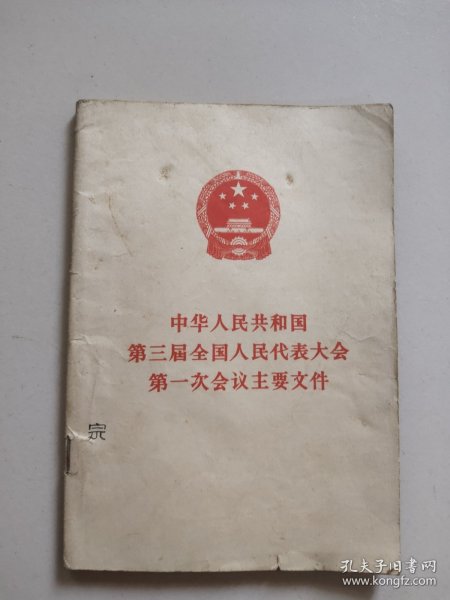 中华人民共和国
第三届全国人民代表大会
第一次会议主要文件
宗
孔夫子旧书网
www.kongfz.com